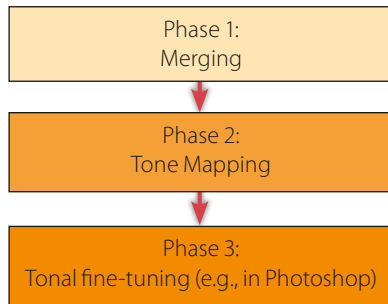 Phase 1:
Merging
Phase 2:
Tone Mapping
Phase 3:
Tonal fine-tuning (e.g., in Photoshop)